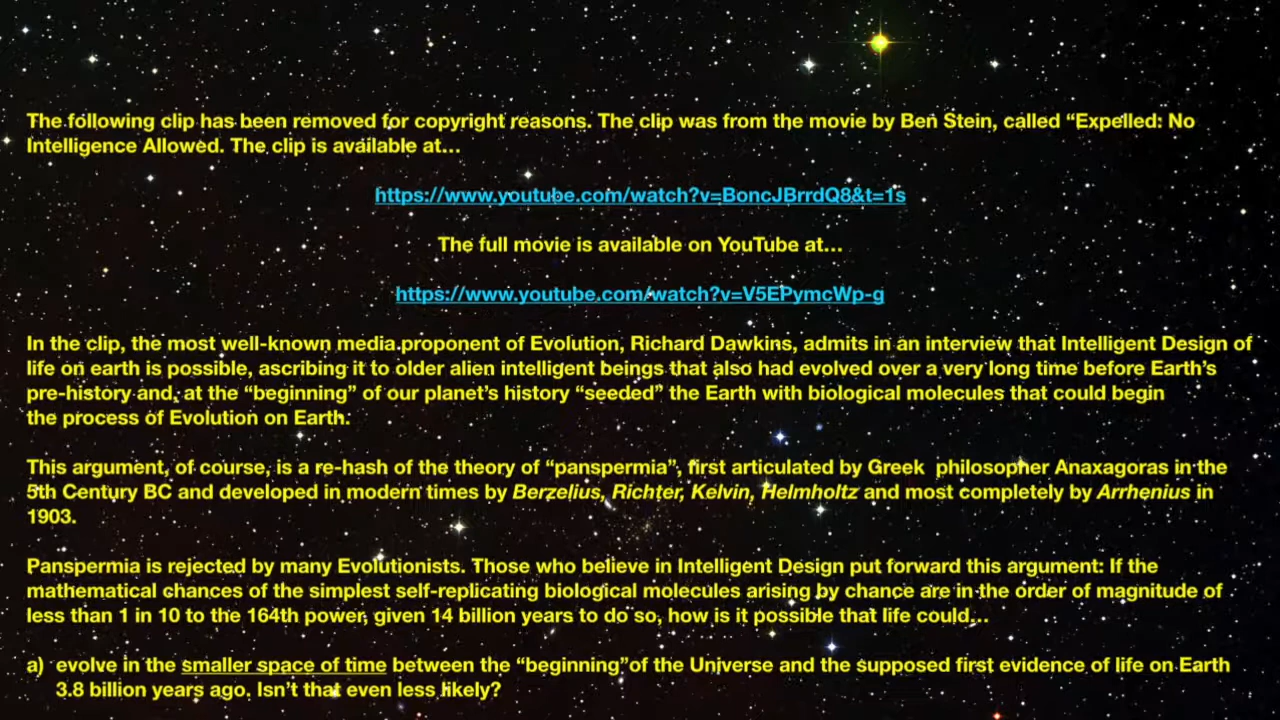 The following clip has been removed for copyright reasons. The clip was from the movie by Ben Stein, called “Expelled: No
Intelligence Allowed. The clip is available at...
https://www.youtube.com/watch?v=BoncJBrrdQ8&t=1s
The full movie is available on YouTube at...
https://www.youtube.com/watch?v=V5EPymcWp-g
In the clip, the most well-known media proponent of Evolution, Richard Dawkins, admits in an interview that Intelligent Design of
life on earth is possible, ascribing it to older alien intelligent beings that also had evolved over a very long time before Earth’s
pre-history and, at the “beginning” of our planet’s history “seeded” the Earth with biological molecules that could begin
the process of Evolution on Earth.
This argument, of course, is a re-hash of the theory of “panspermia”, first articulated by Greek philosopher Anaxagoras in the
5th Century BC and developed in modern times by Berzelius, Richter, Kelvin, Helmholtz and most completely by Arrhenius in
1903.
Panspermia is rejected by many Evolutionists. Those who believe in Intelligent Design put forward this argument: If the
mathematical chances of the simplest self-replicating biological molecules arising by chance are in the order of magnitude of
less than 1 in 10 to the 164th power, given 14 billion years to do so, how is it possible that life could...
a) evolve in the smaller space of time between the “beginning”of the Universe and the supposed first evidence of life on Earth
3.8 billion years ago. Isn’t that even less likely?